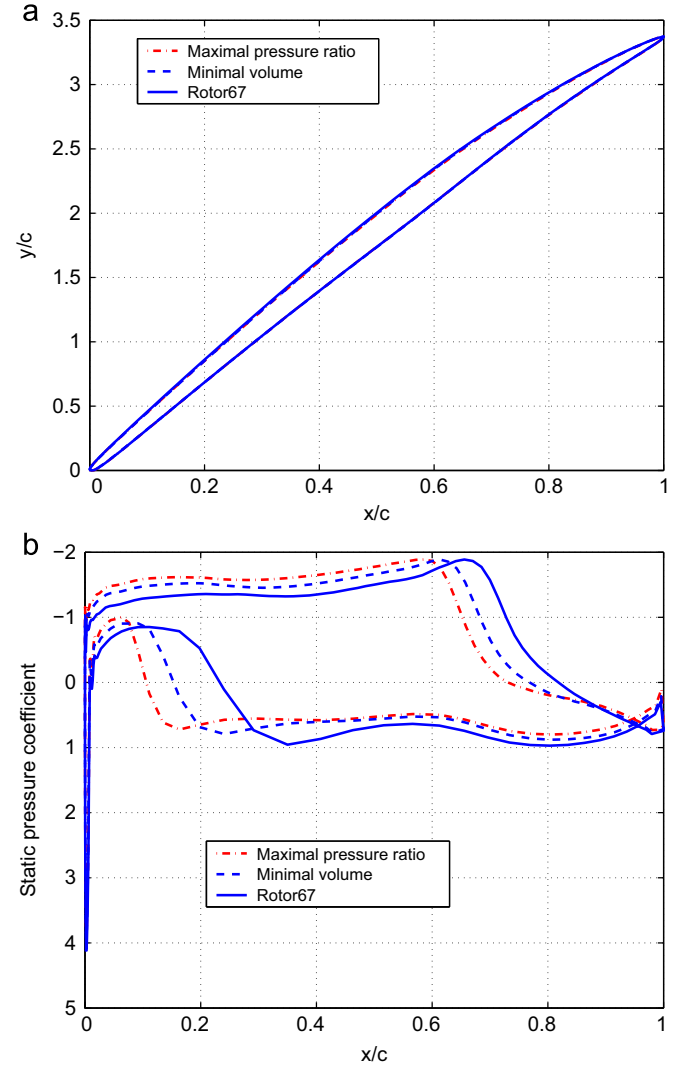 a
3.5
3
2.5
2
1.5
1
0.5
0
y/c
Maximal pressure ratio
Minimal volume
Rotor67
0 0.2 0.4 0.6 0.8 1
x/c
b
−2
−1
0
1
2
3
4
5
Static pressure coefficient
Maximal pressure ratio
Minimal volume
Rotor67
0 0.2 0.4 0.6 0.8 1
x/c